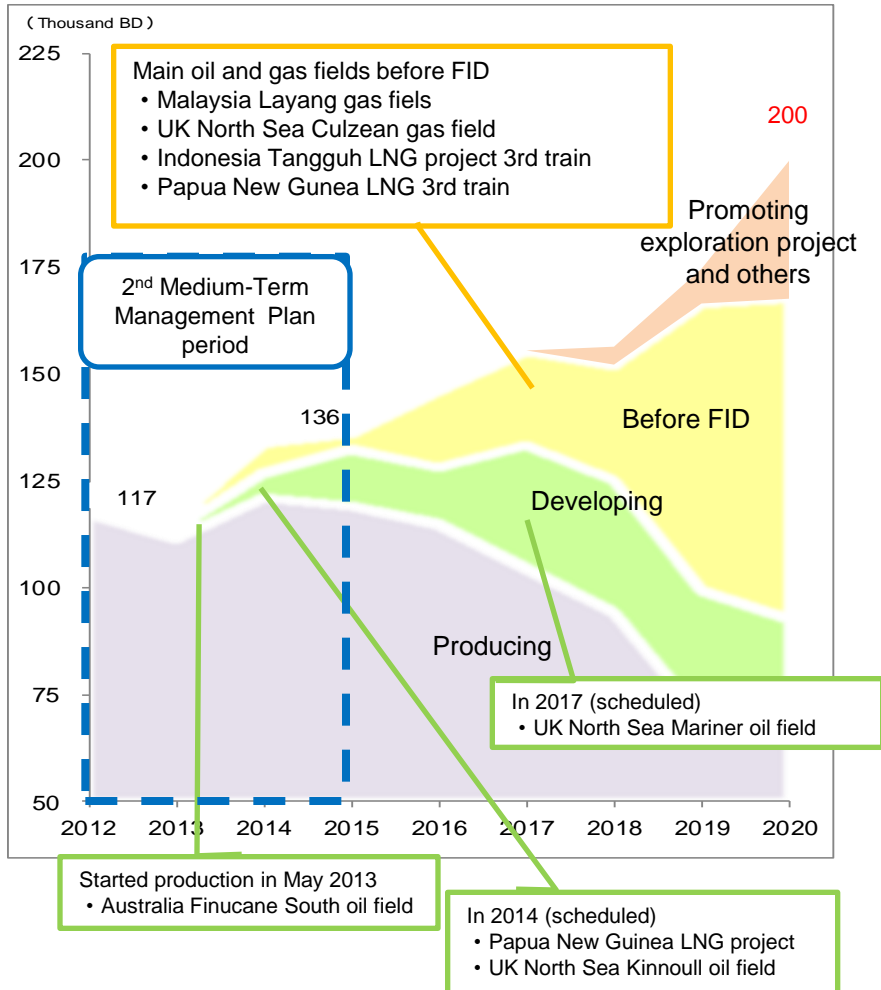 （Thousand BD）
225
200
175
150
125
100
75
50
Main oil and gas fields before FID
・Malaysia Layang gas fiels
・UK North Sea Culzean gas field
・Indonesia Tangguh LNG project 3rd train
・Papua New Gunea LNG 3rd train
200
Promoting
exploration project
and others
2nd Medium-Term
Management Plan
period
136
117
Before FID
Developing
Producing
In 2017 (scheduled)
・UK North Sea Mariner oil field
2012 2013 2014 2015 2016 2017 2018 2019 2020
Started production in May 2013
・Australia Finucane South oil field
In 2014 (scheduled)
・Papua New Guinea LNG project
・UK North Sea Kinnoull oil field